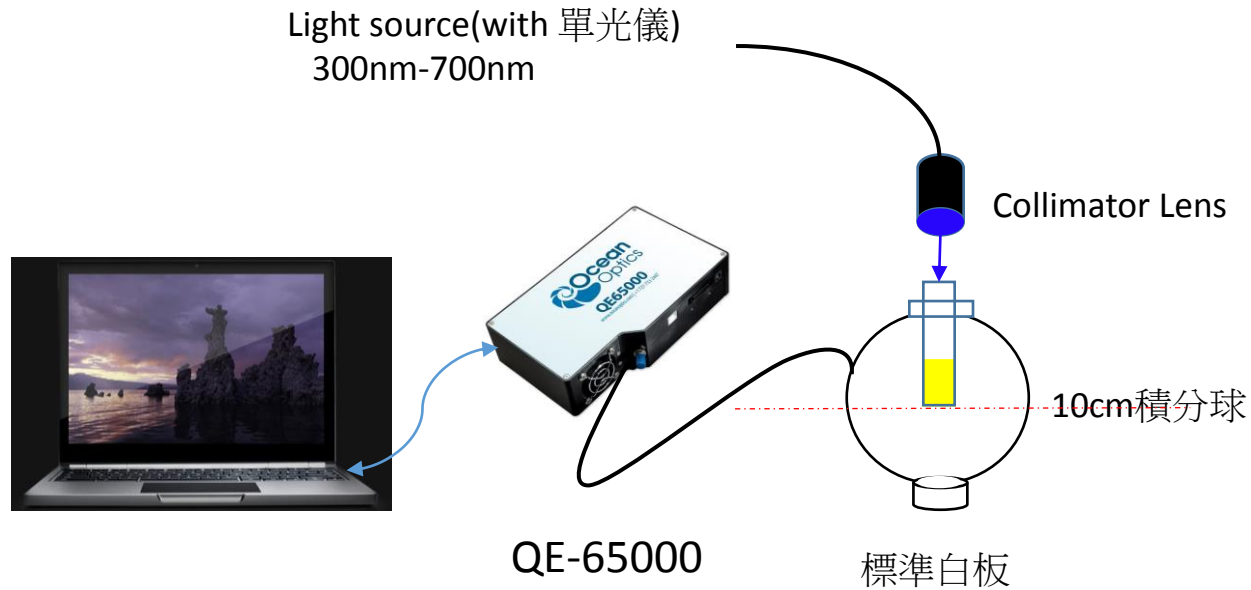 Light source(with 單光儀)
300nm-700nm
Collimator Lens
Ocean
Optics
QE65000
10cm積分球
QE-65000
標準白板